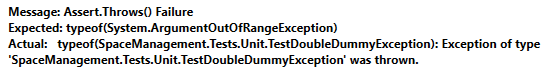 Message: Assert.Throws() Failure
Expected: typeof(System.ArgumentOutOfRangeException)
Actual:   typeof(SpaceManagement.Tests.Unit.TestDoubleDummyException): Exception of type
'SpaceManagement.Tests.Unit.TestDoubleDummyException' was thrown.